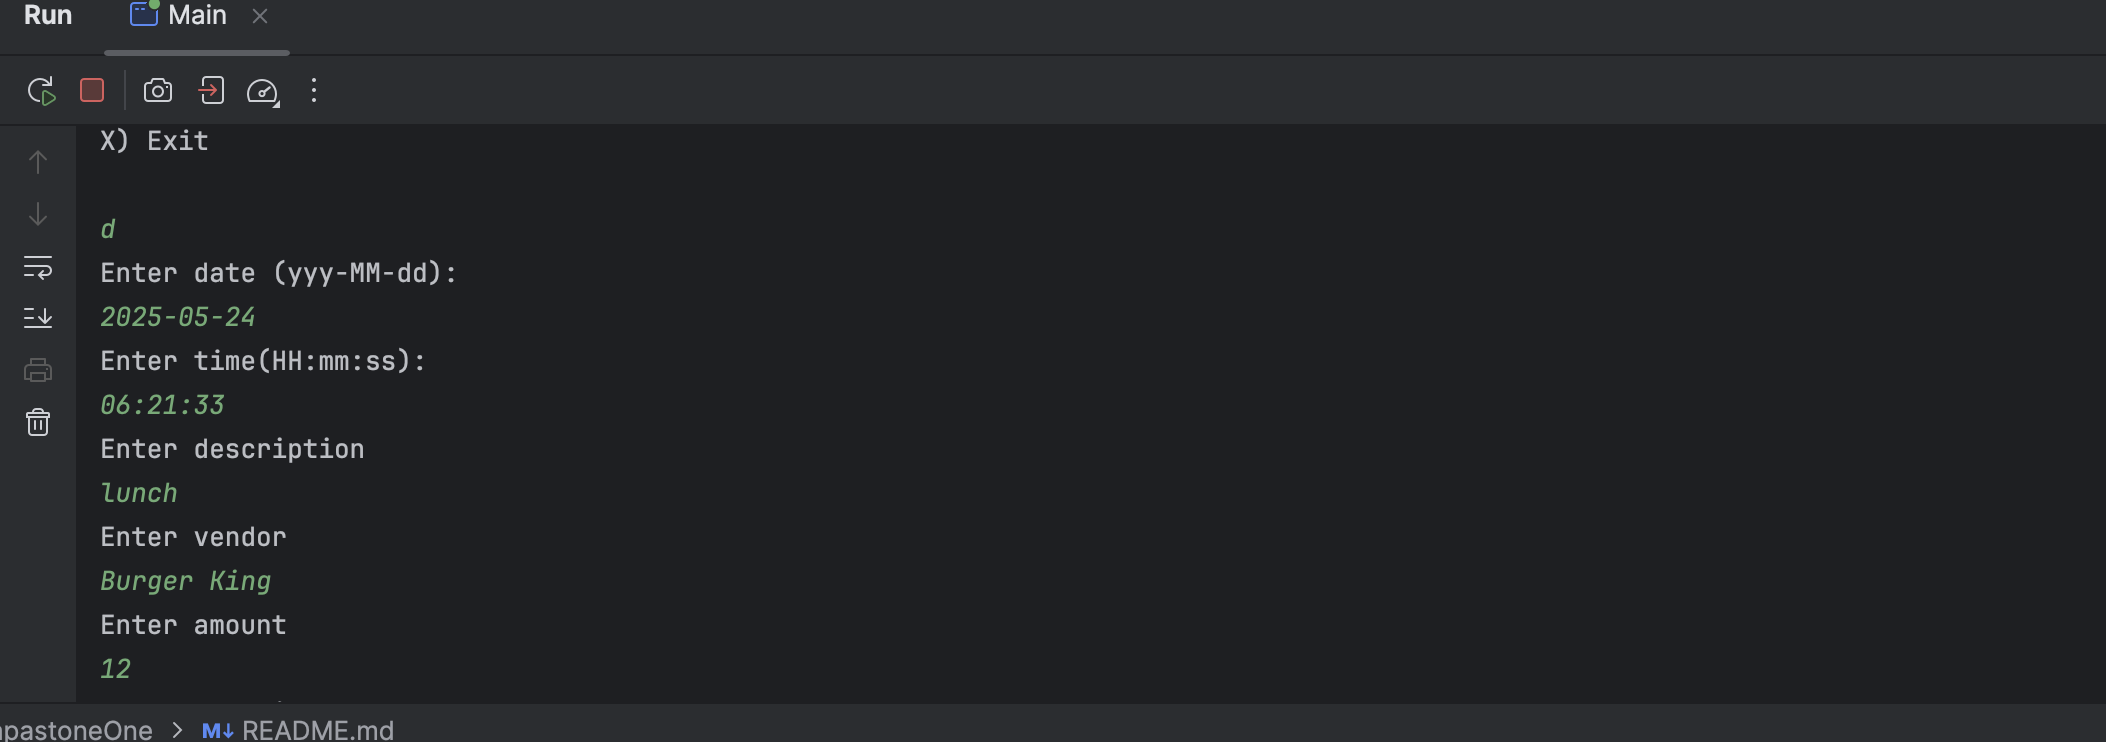 Run Main
X) Exit
d
Enter date (yyy-MM-dd):
2025-05-24
Enter time(HH:mm:ss):
06:21:33
Enter description
lunch
Enter vendor
Burger King
Enter amount
12
pastoneOne > M↓ README.md